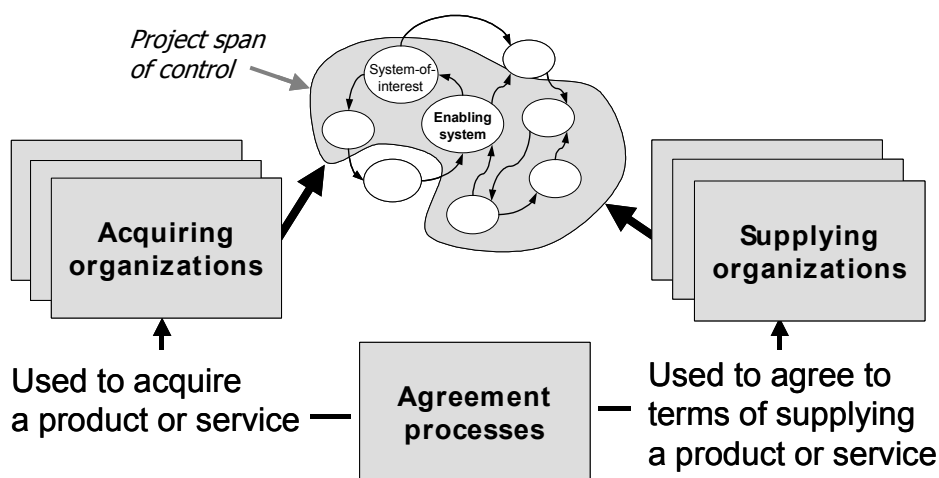 Project span
of control
System-of-
interest
Enabling
system
Acquiring
organizations
Supplying
organizations
Used to acquire
a product or service
Agreement
processes
Used to agree to
terms of supplying
a product or service